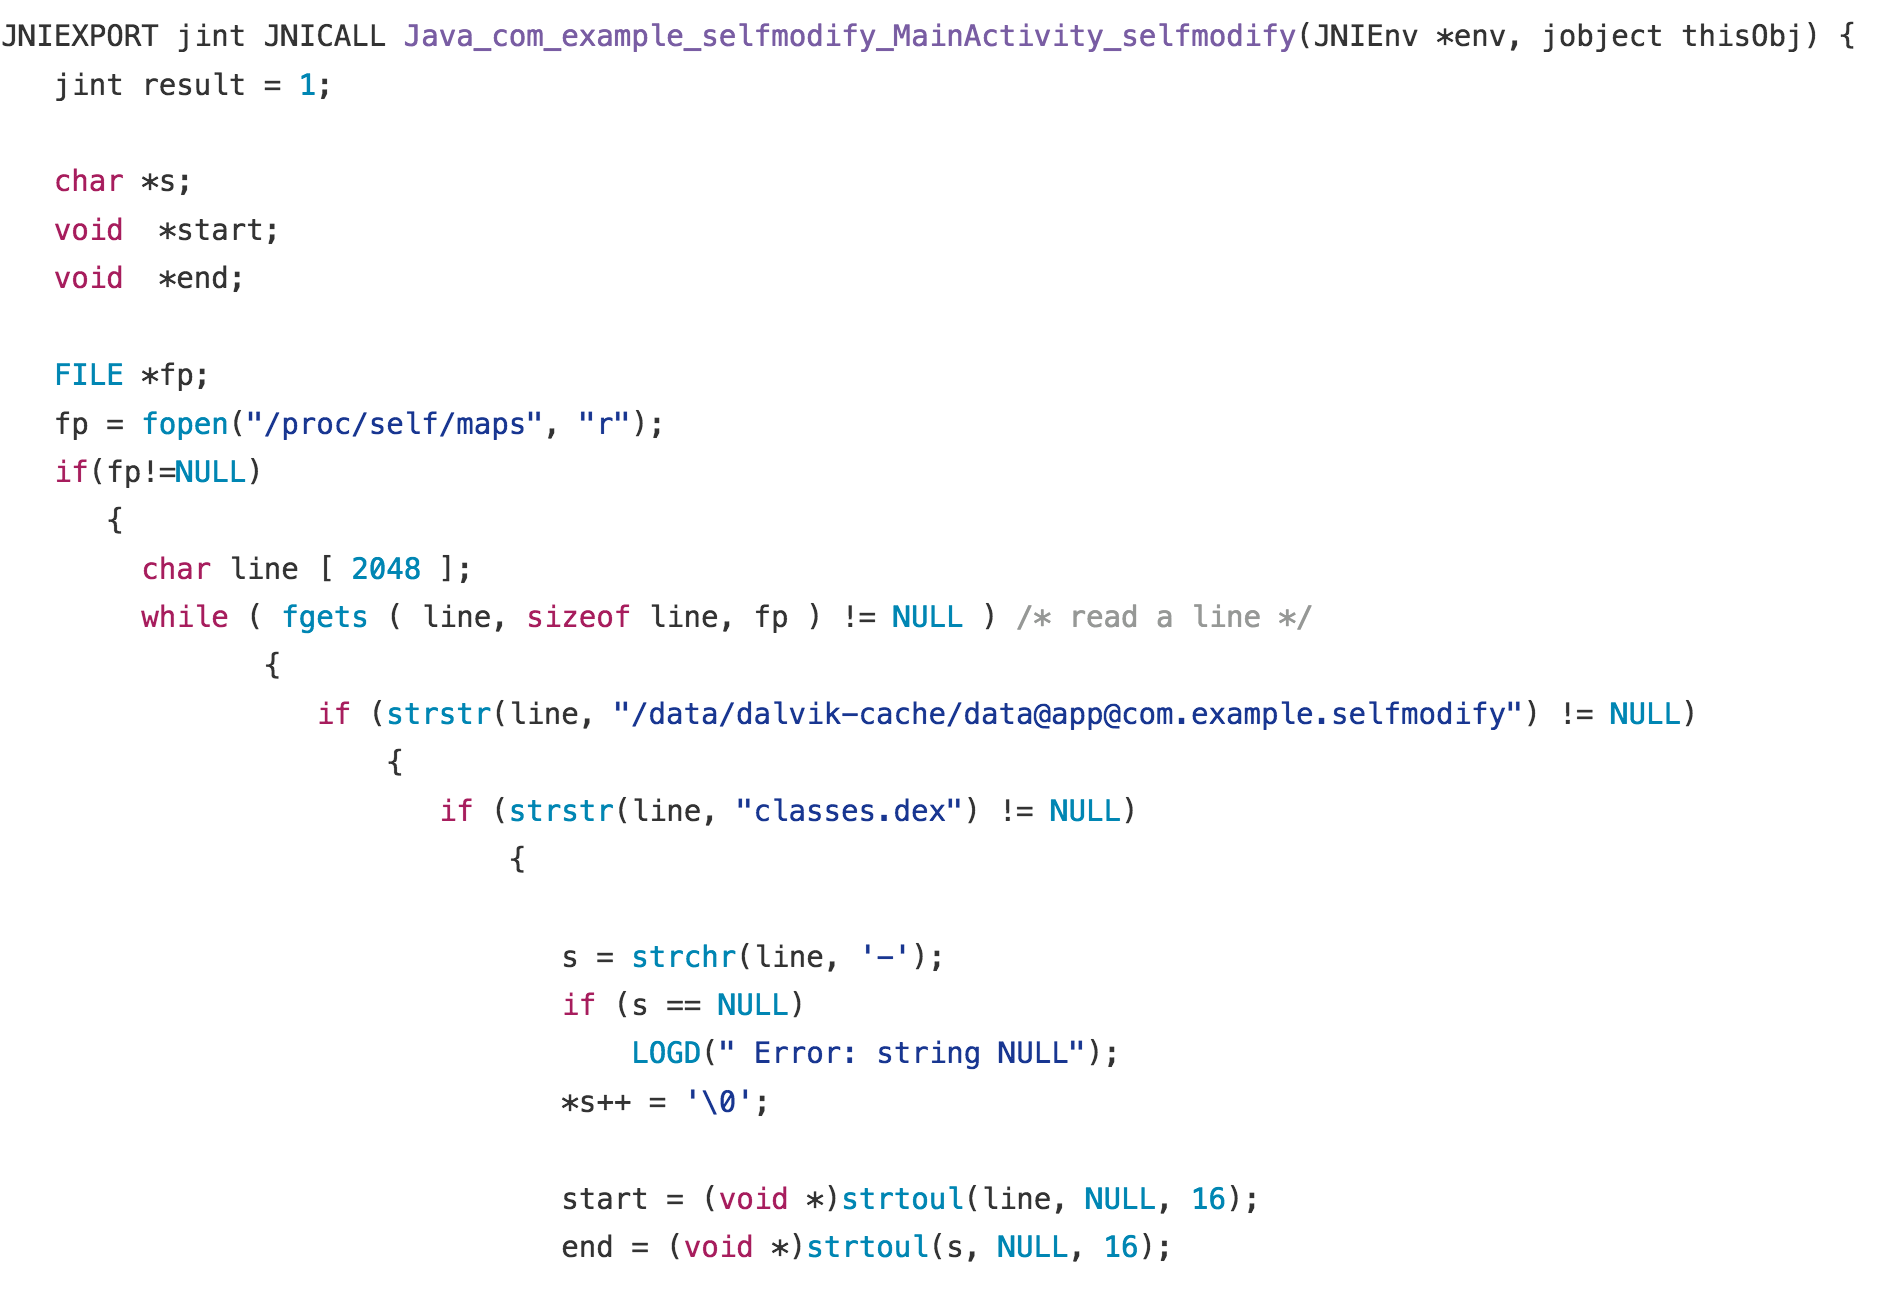 JNIEXPORT jint JNICALL Java_com_example_selfmodify_MainActivity_selfmodify(JNIEnv *env, jobject thisObj) {
jint result = 1;
char *s;
void  *start;
void  *end;
FILE *fp;
fp = fopen("/proc/self/maps", "r");
if(fp!=NULL)
{
char line [ 2048 ];
while ( fgets ( line, sizeof line, fp ) != NULL ) /* read a line */
{
if (strstr(line, "/data/dalvik-cache/data@app@com.example.selfmodify") != NULL)
{
if (strstr(line, "classes.dex") != NULL)
{
s = strchr(line, '-');
if (s == NULL)
LOGD(" Error: string NULL");
*s++ = '\0';
start = (void *)strtoul(line, NULL, 16);
end = (void *)strtoul(s, NULL, 16);